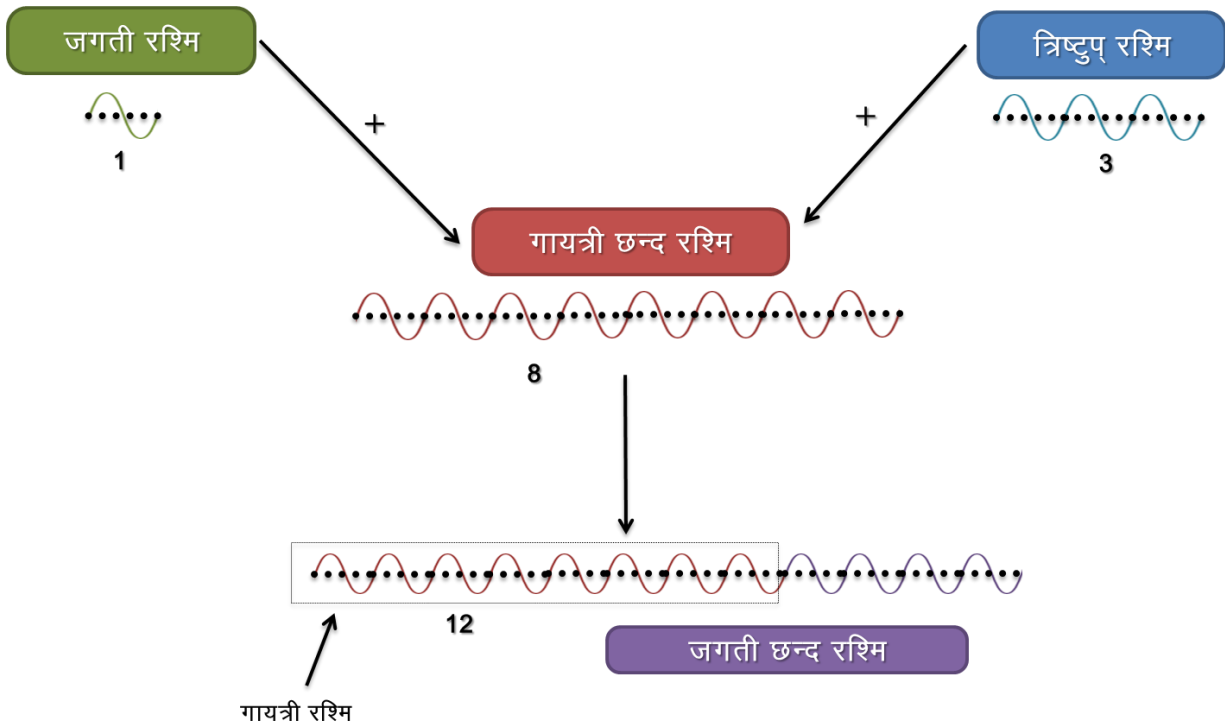 जगती रश्मि
त्रिष्टुप् रश्मि
+
+
1
3
गायत्री छन्द रश्मि
8
12
जगती छन्द रश्मि
गायत्री रश्मि